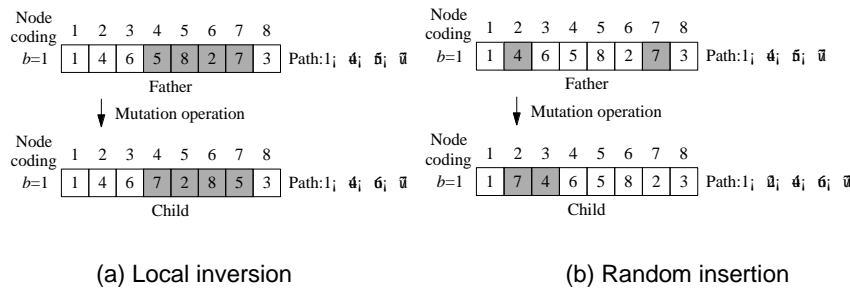 Node coding 1 2 3 4 5 6 7 8
b=1 1 4 6 5 8 2 7 3 Path:1
Father
Mutation operation
Node coding 1 2 3 4 5 6 7 8
b=1 1 4 6 7 2 8 5 3 Path:1
Child
(a) Local inversion
Node coding 1 2 3 4 5 6 7 8
b=1 1 4 6 5 8 2 7 3 Path:1
Father
Mutation operation
Node coding 1 2 3 4 5 6 7 8
b=1 1 7 4 6 5 8 2 3 Path:1
Child
(b) Random insertion